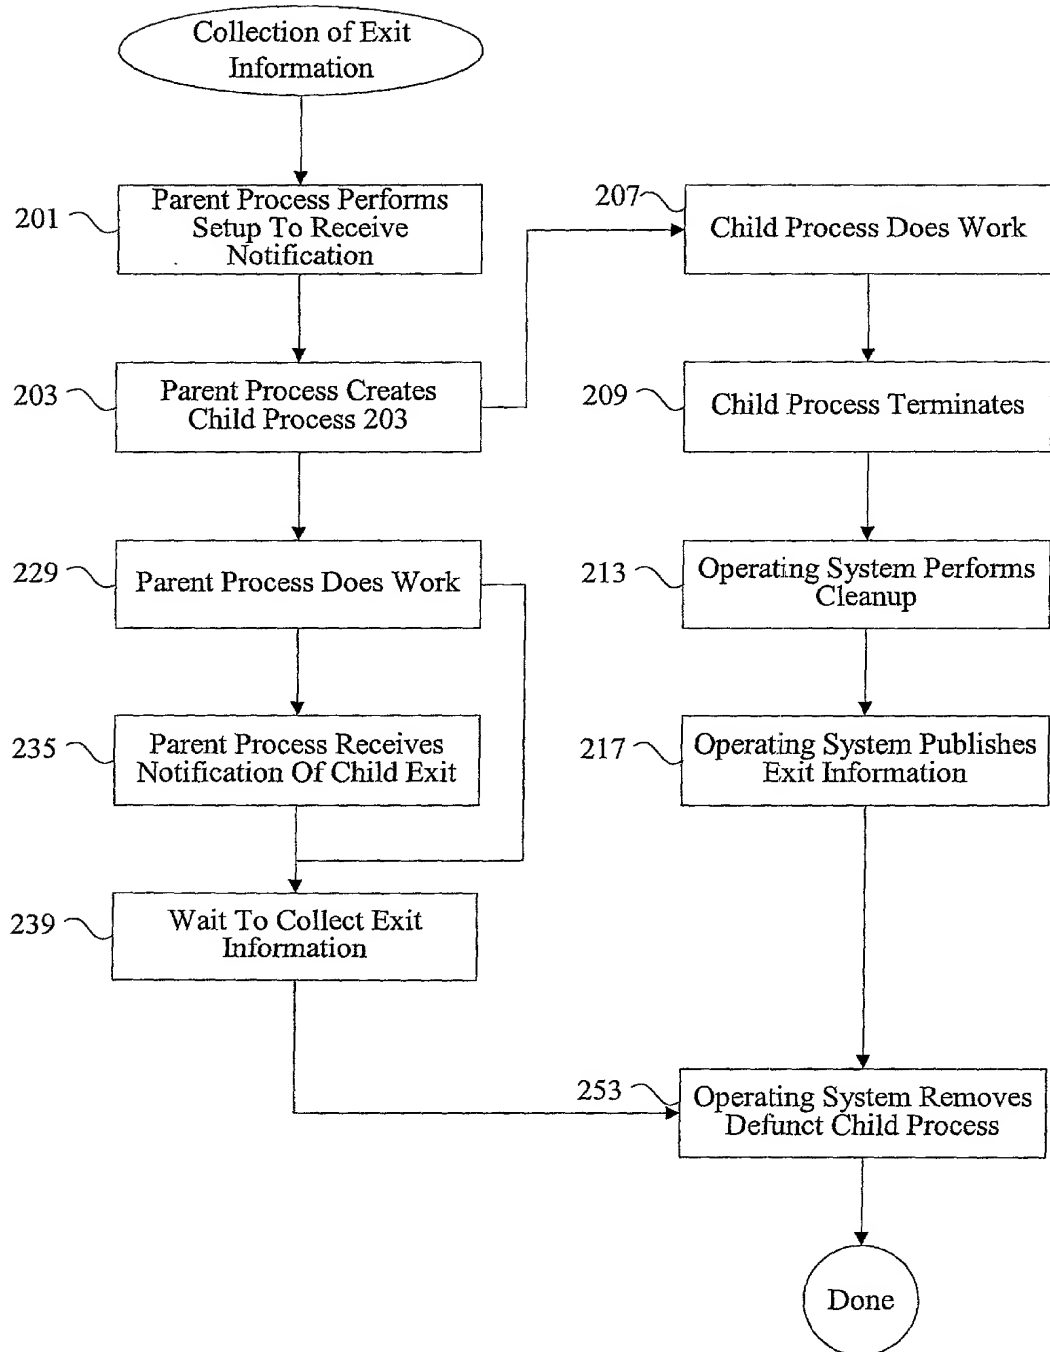 Collection of Exit
Information
201
Parent Process Performs
Setup To Receive
Notification
203
Parent Process Creates
Child Process 203
229
Parent Process Does Work
235
Parent Process Receives
Notification Of Child Exit
239
Wait To Collect Exit
Information
207
Child Process Does Work
209
Child Process Terminates
213
Operating System Performs
Cleanup
217
Operating System Publishes
Exit Information
253
Operating System Removes
Defunct Child Process
Done